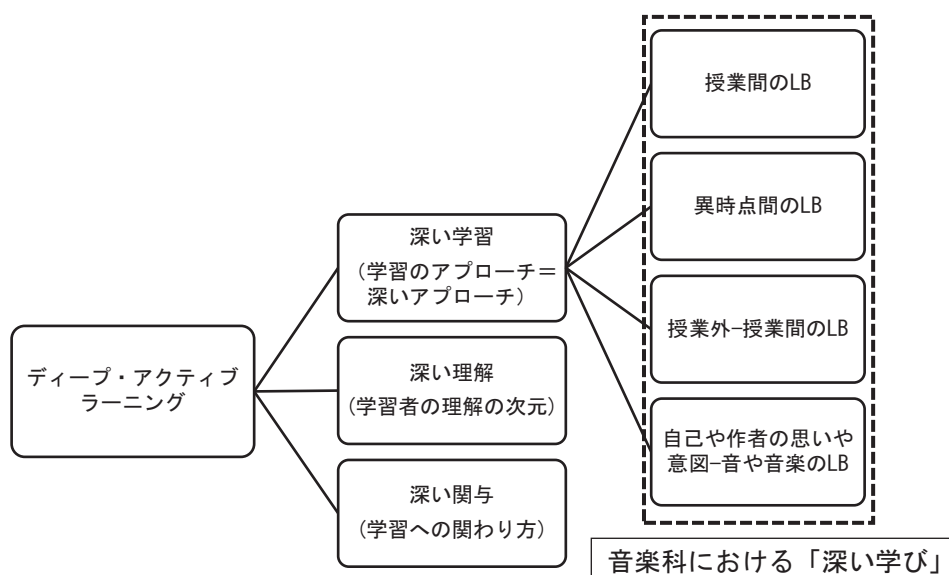 ディープ・アクティブ
ラーニング
深い学習
(学習のアプローチ＝
深いアプローチ)
深い理解
(学習者の理解の次元)
深い関与
(学習への関わり方)
授業間のLB
異時点間のLB
授業外−授業間のLB
自己や作者の思いや
意図−音や音楽のLB
音楽科における「深い学び」